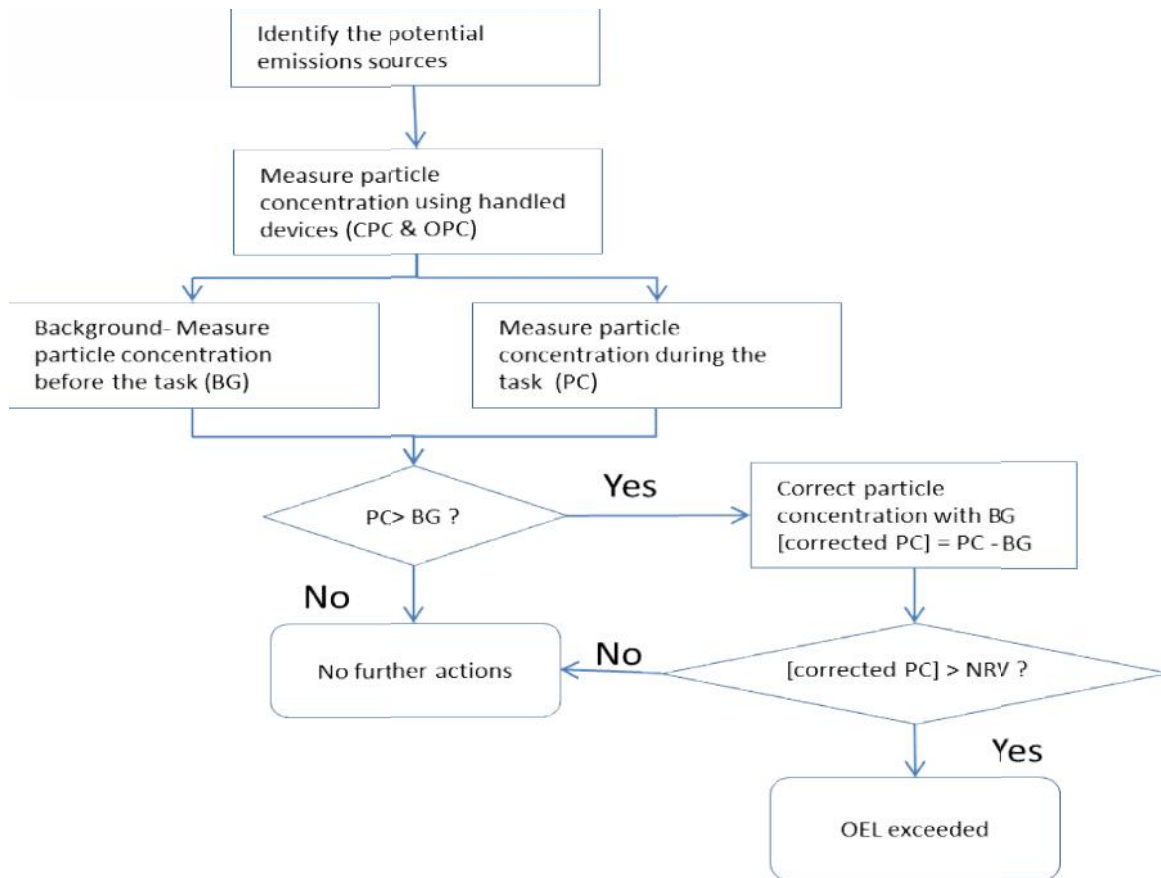 Identify the potential
emissions sources
Measure particle
concentration using handled
devices (CPC & OPC)
Background- Measure
particle concentration
before the task (BG)
Measure particle
concentration during the
task  (PC)
PC> BG ?
Yes
Correct particle
concentration with BG
[corrected PC] = PC -BG
No
No further actions
No
[corrected PC] > NRV ?
Yes
OEL exceeded